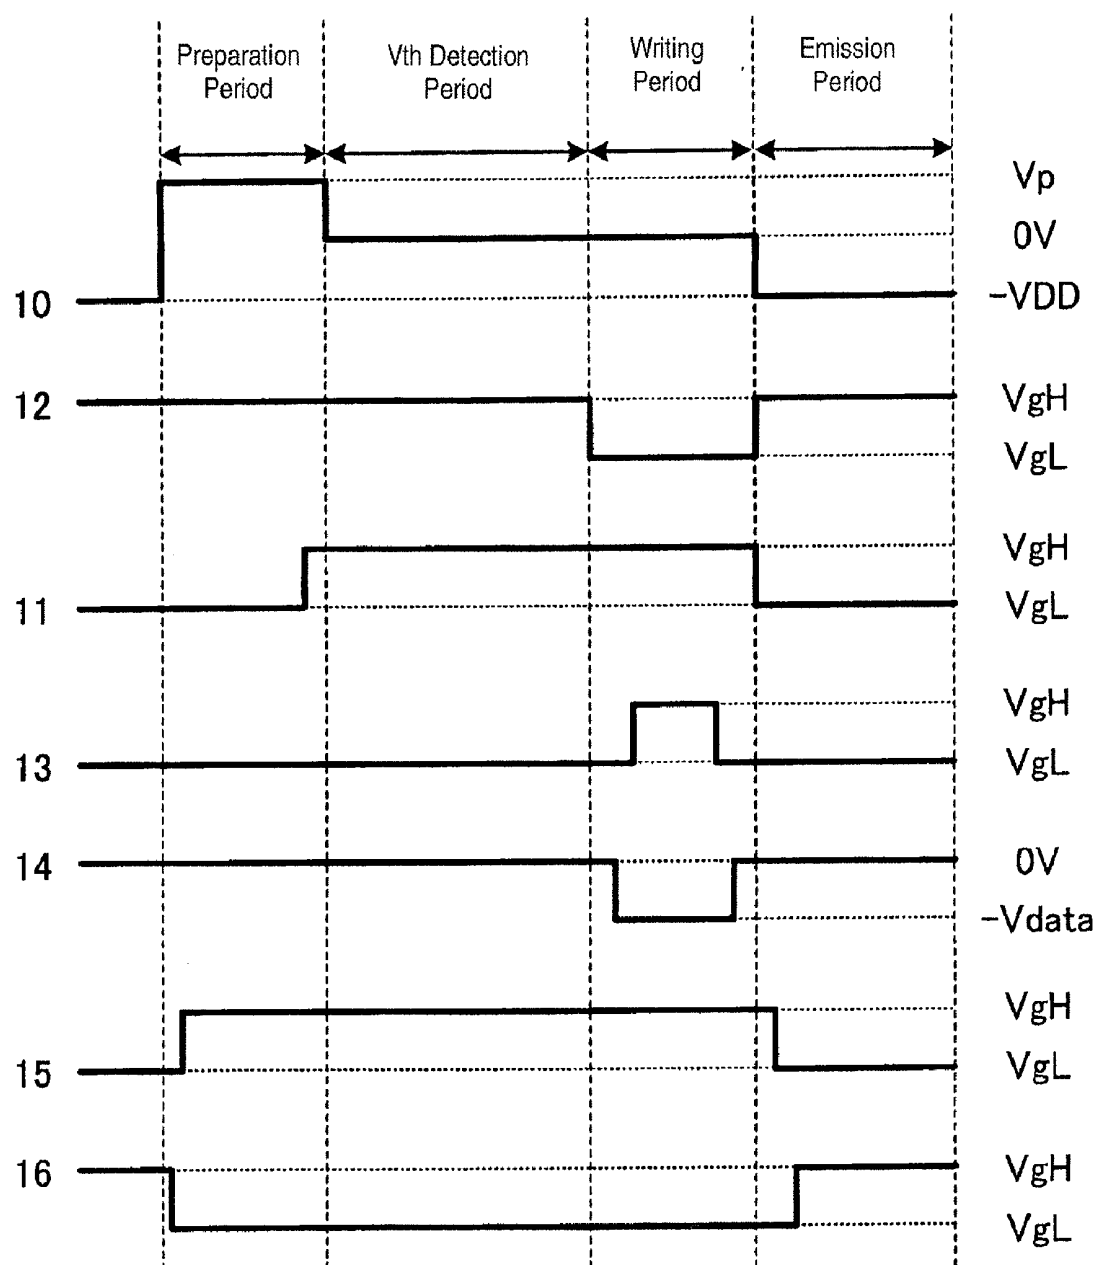 Preparation
Period
Vth Detection
Period
Writing
Period
Emission
Period
Vp
0V
10
-VDD
12
VgH
VgL
VgH
11
VgL
VgH
13
VgL
14
0V
-Vdata
VgH
15
VgL
16
VgH
VgL